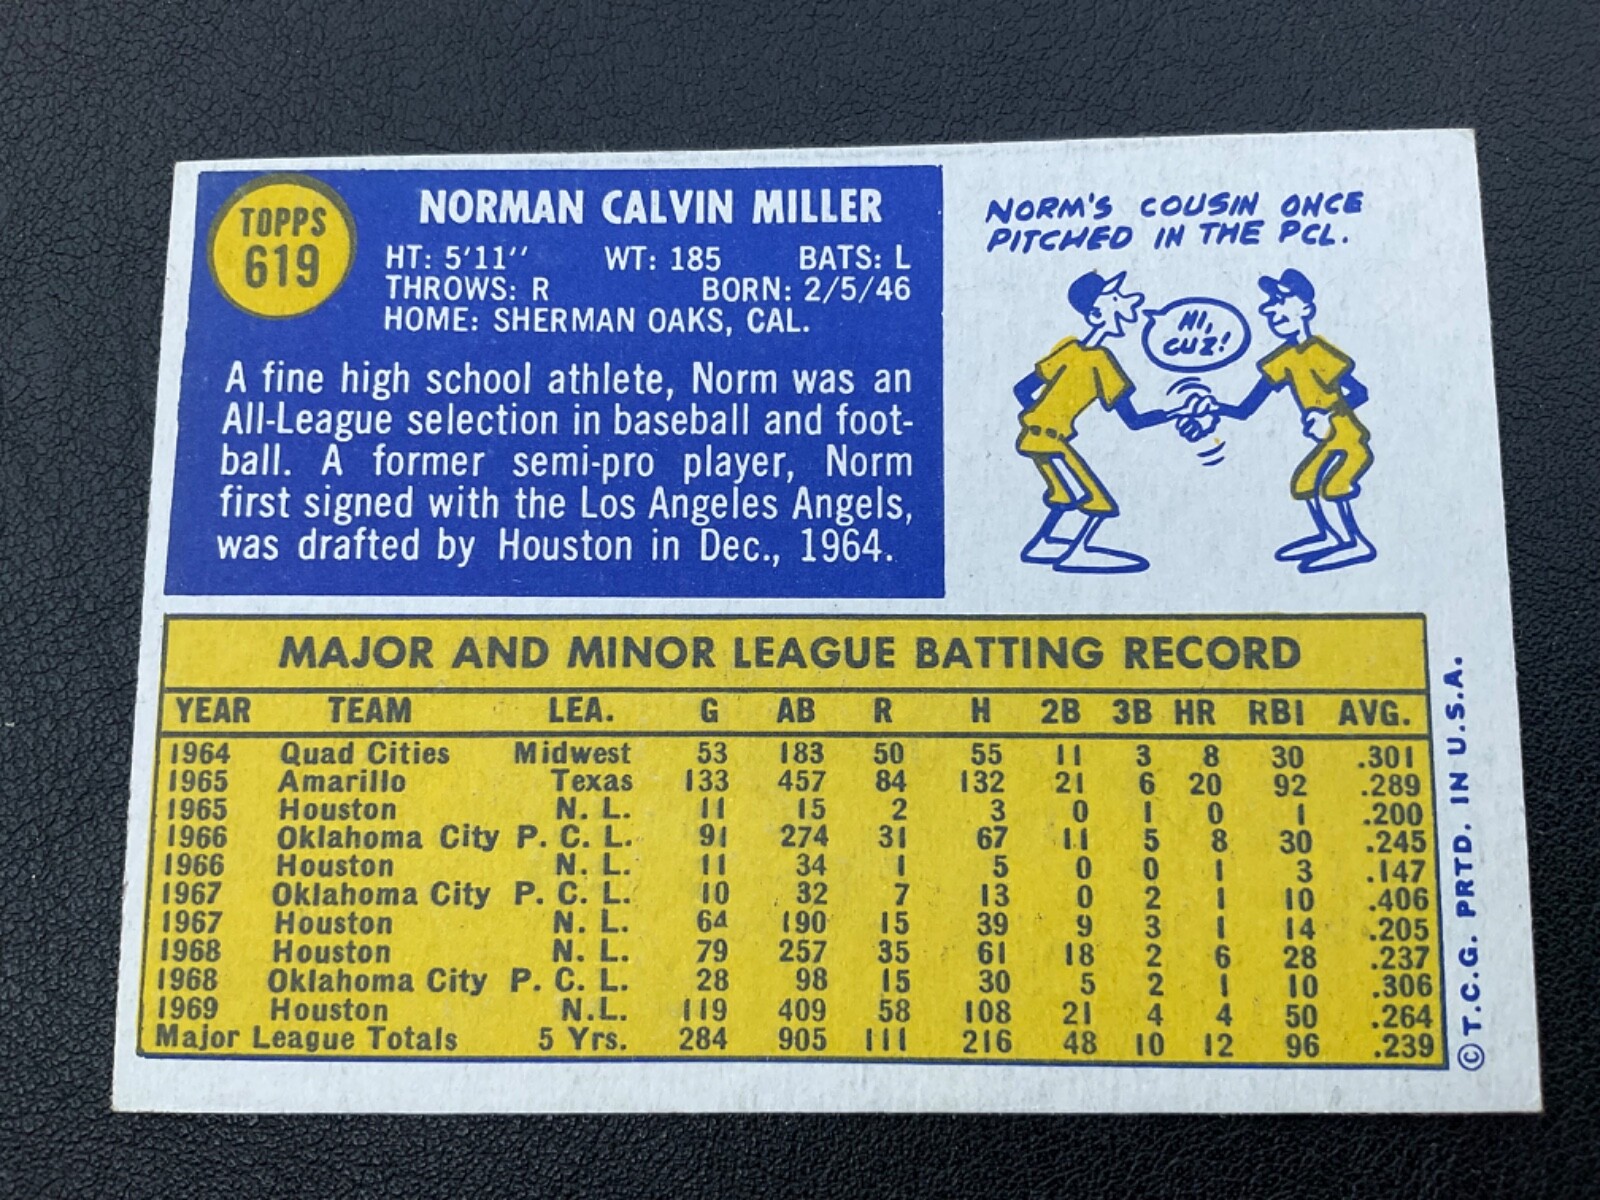 TOPPS
619
NORMAN CALVIN MILLER
HT: 5'11'' WT: 185 BATS: L
THROWS: R BORN: 2/5/46
HOME: SHERMAN OAKS, CAL.
A fine high school athlete, Norm was an
All-League selection in baseball and foot-
ball. A former semi-pro player, Norm
first signed with the Los Angeles Angels,
was drafted by Houston in Dec., 1964.
NORM'S COUSIN ONCE
PITCHED IN THE PCL.
HI,
CUZ!
MAJOR AND MINOR LEAGUE BATTING RECORD
YEAR TEAM LEA. G AB R H 2B 3B HR RBI AVG.
1964 Quad Cities Midwest 53 183 50 55 11 3 8 30 .301
1965 Amarillo Texas 133 457 84 132 21 6 20 92 .289
1965 Houston N. L. 11 15 2 3 0 1 0 1 .200
1966 Oklahoma City P. C. L. 91 274 31 67 11 5 8 30 .245
1966 Houston N. L. 11 34 1 5 0 0 1 3 .147
1967 Oklahoma City P. C. L. 10 32 7 13 0 2 1 10 .406
1967 Houston N. L. 64 190 15 39 9 3 1 14 .205
1968 Houston N. L. 79 257 35 61 18 2 6 28 .237
1968 Oklahoma City P. C. L. 28 98 15 30 5 2 1 10 .306
1969 Houston N.L. 119 409 58 108 21 4 4 50 .264
Major League Totals 5 Yrs. 284 905 111 216 48 10 12 96 .239
© T.C.G. PRTD. IN U.S.A.